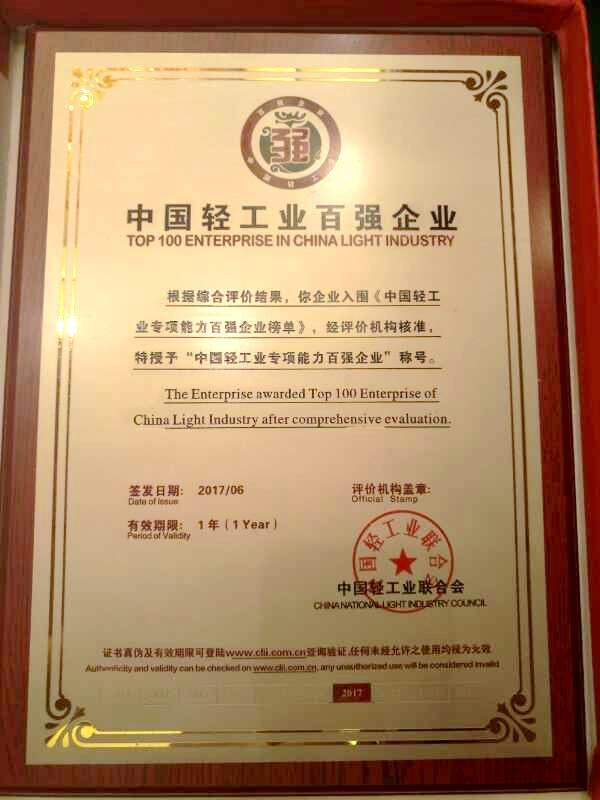 强
中国轻工业百强企业
TOP 100 ENTERPRISE IN CHINA LIGHT INDUSTRY
根据综合评价结果，你企业入围《中国轻工
业专项能力百强企业榜单》，经评价机构核准，
特授予“中国轻工业专项能力百强企业”称号。
The Enterprise awarded Top 100 Enterprise of
China Light Industry after comprehensive evaluation.
签发日期: 2017/06
Date of Issue
有效期限: 1年（1 Year）
Period of Validity
评价机构盖章:
Official Stamp
中国轻工业联合会
中国轻工业联合会
CHINA NATIONAL LIGHT INDUSTRY COUNCIL
证书真伪及有效期限可登陆www.clii.com.cn查询验证,任何未经允许之使用均视为无效
Authenticity and validity can be checked on www.clii.com.cn, any unauthorized use will be considered invalid
2017